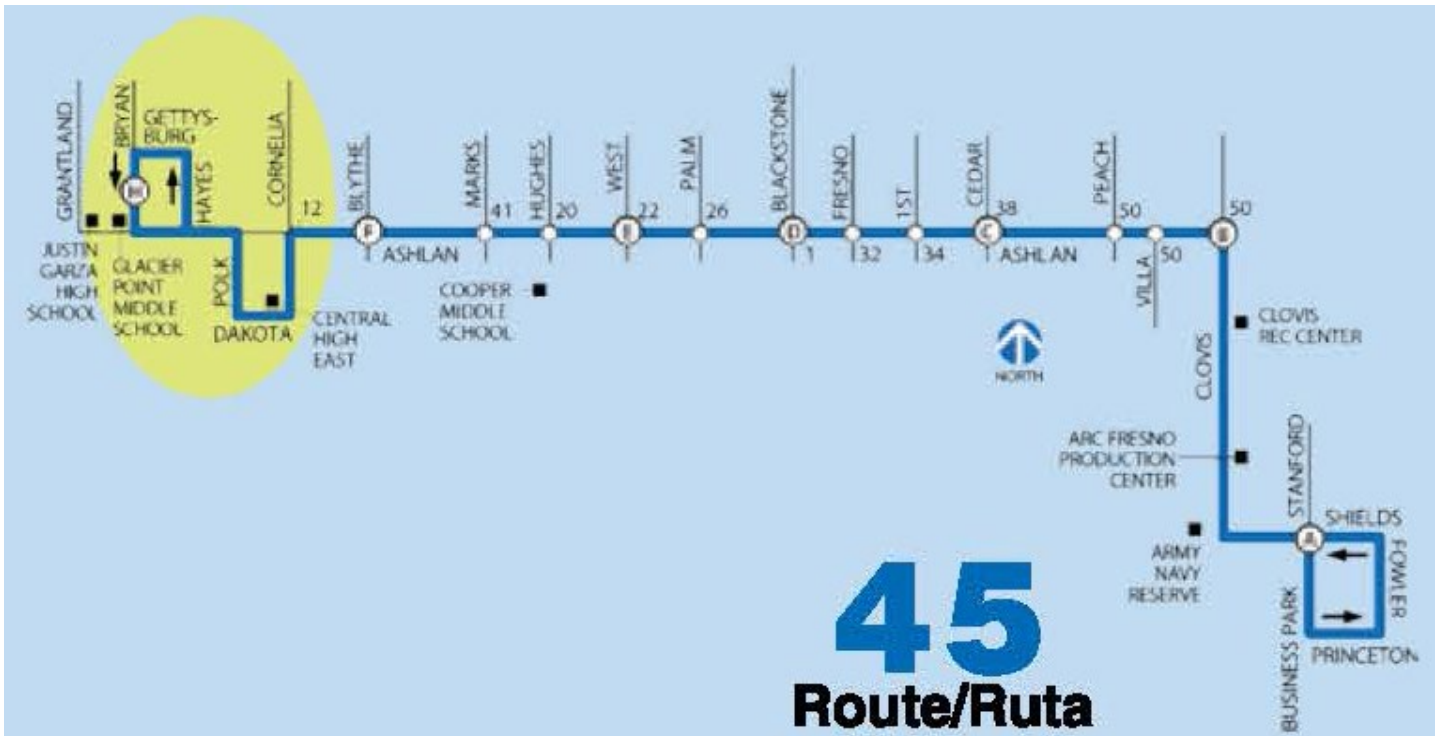 GRANTLAND
BRYAN
GETTYS-
BURG
HAYES
CORNELIA
12
BLYTHE
MARKS
41
HUGHES
20
WEST
22
PALM
26
BLACKSTONE
1
FRESNO
32
1ST
34
CEDAR
38
PEACH
50
VILLA
50
50
H
F
E
D
C
B
A
ASHLAN
ASHLAN
JUSTIN
GARZA
HIGH
SCHOOL
GLACIER
POINT
MIDDLE
SCHOOL
POLK
DAKOTA
CENTRAL
HIGH
EAST
COOPER
MIDDLE
SCHOOL
NORTH
CLOVIS
CLOVIS
REC CENTER
ARC FRESNO
PRODUCTION
CENTER
ARMY
NAVY
RESERVE
STANFORD
SHIELDS
FOWLER
BUSINESS PARK
PRINCETON
45
Route/Ruta